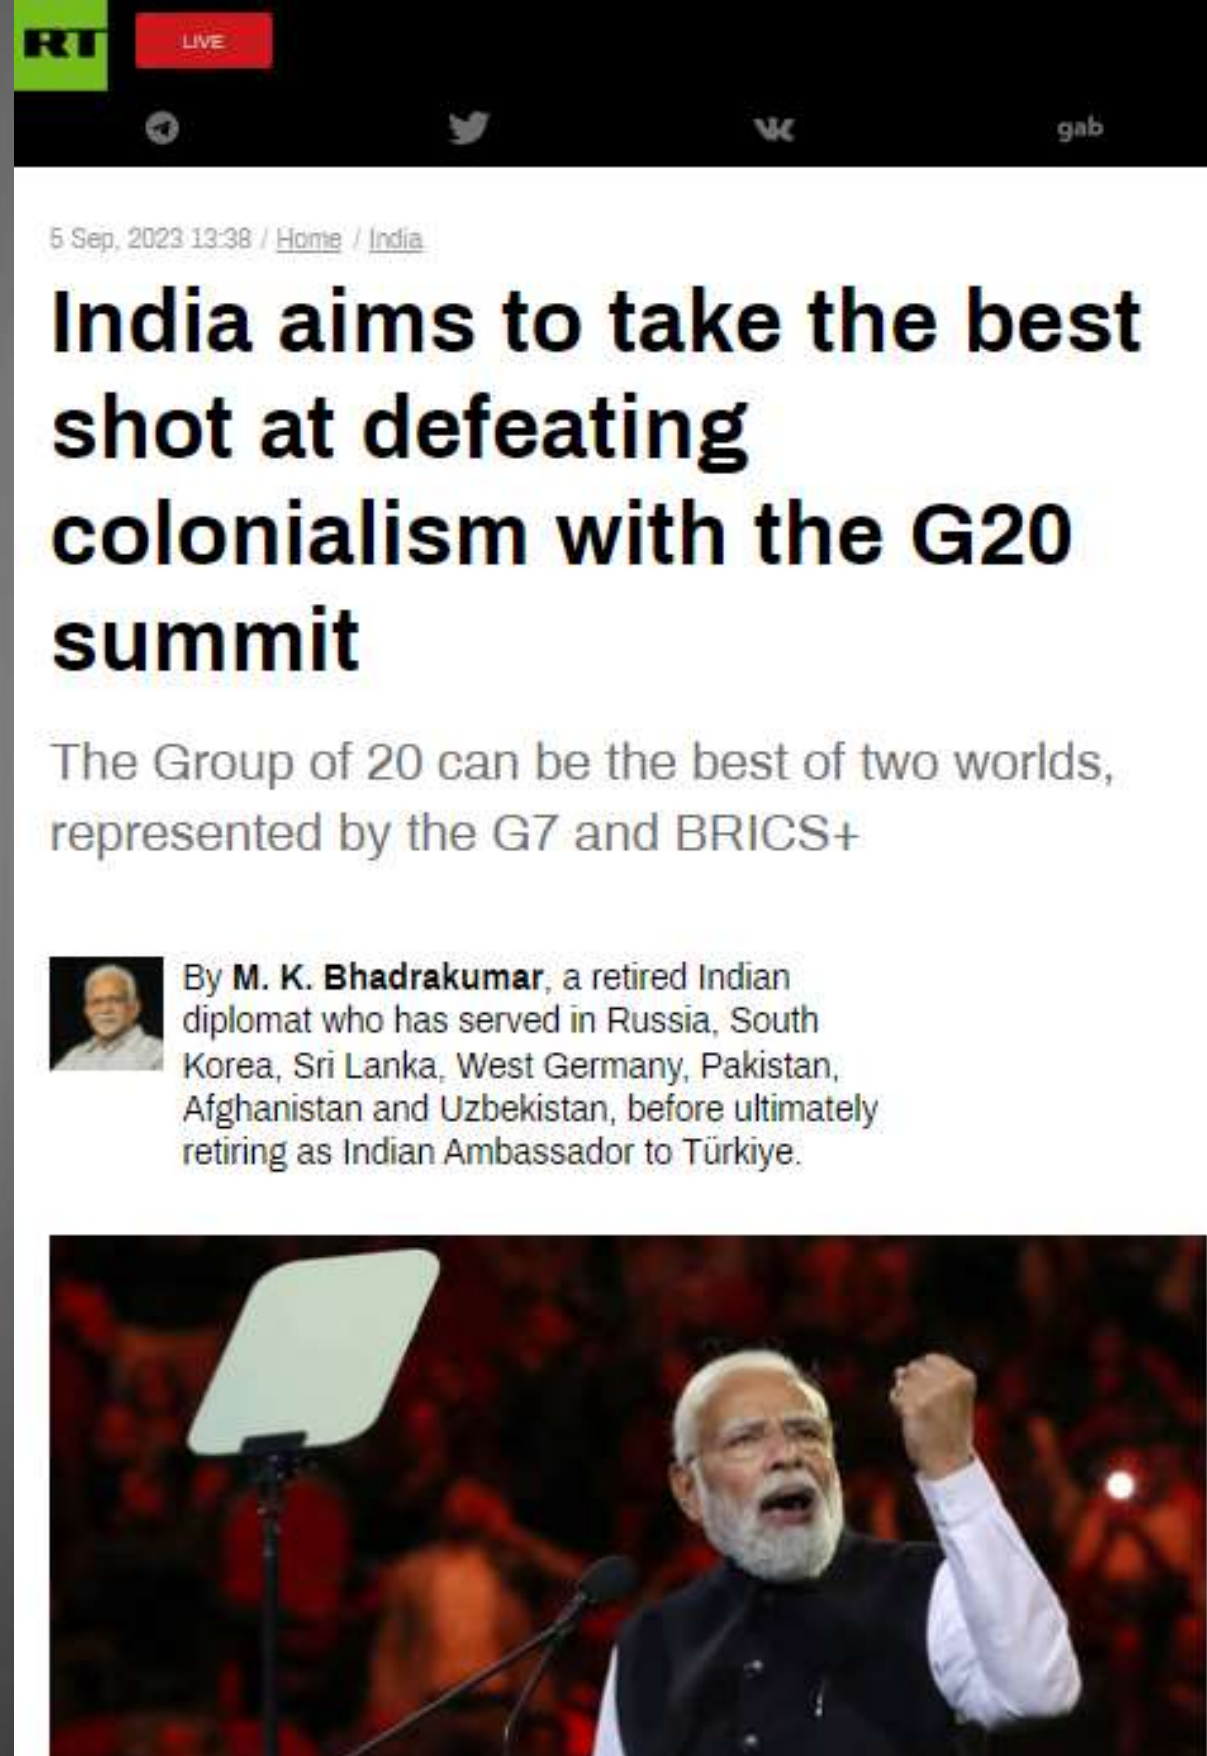 RT
LIVE
gab
5 Sep, 2023 13:38 / Home / India
India aims to take the best
shot at defeating
colonialism with the G20
summit
The Group of 20 can be the best of two worlds,
represented by the G7 and BRICS+
By M. K. Bhadrakumar, a retired Indian
diplomat who has served in Russia, South
Korea, Sri Lanka, West Germany, Pakistan,
Afghanistan and Uzbekistan, before ultimately
retiring as Indian Ambassador to Türkiye.